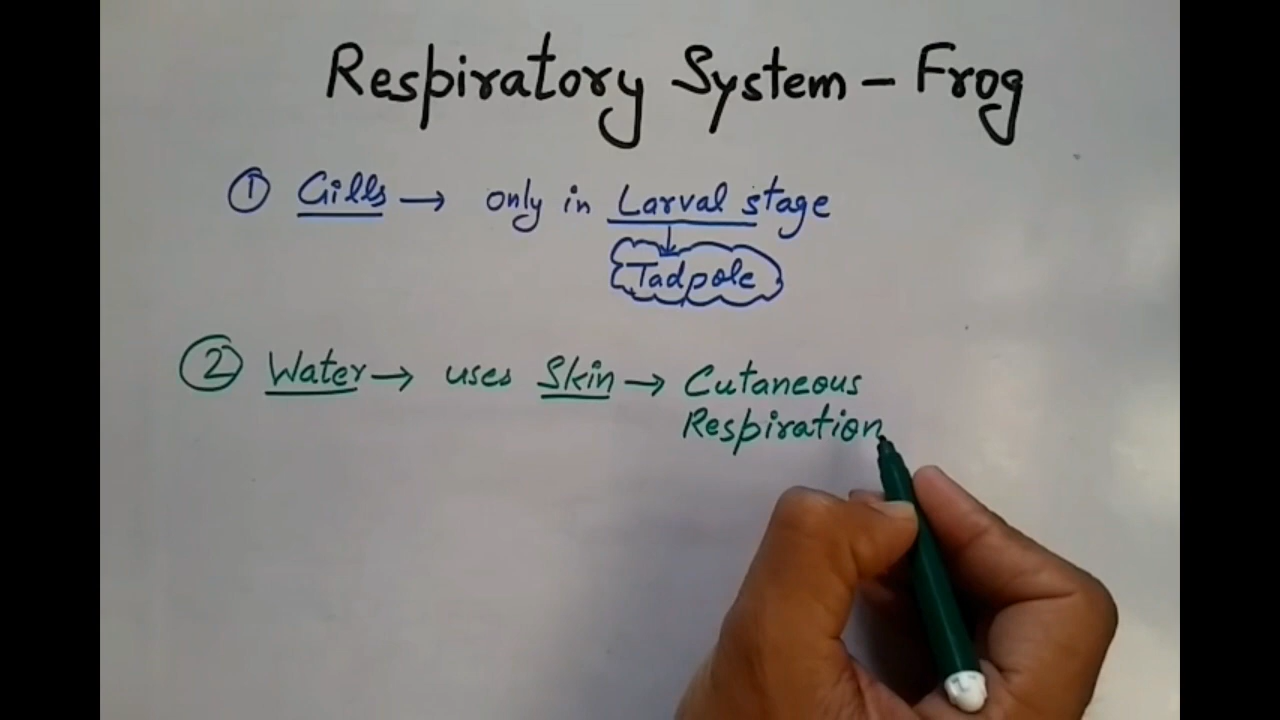 Respiratory System - Frog
① Gills → only in Larval stage
↓
Tadpole
② Water → uses Skin → Cutaneous
Respiration